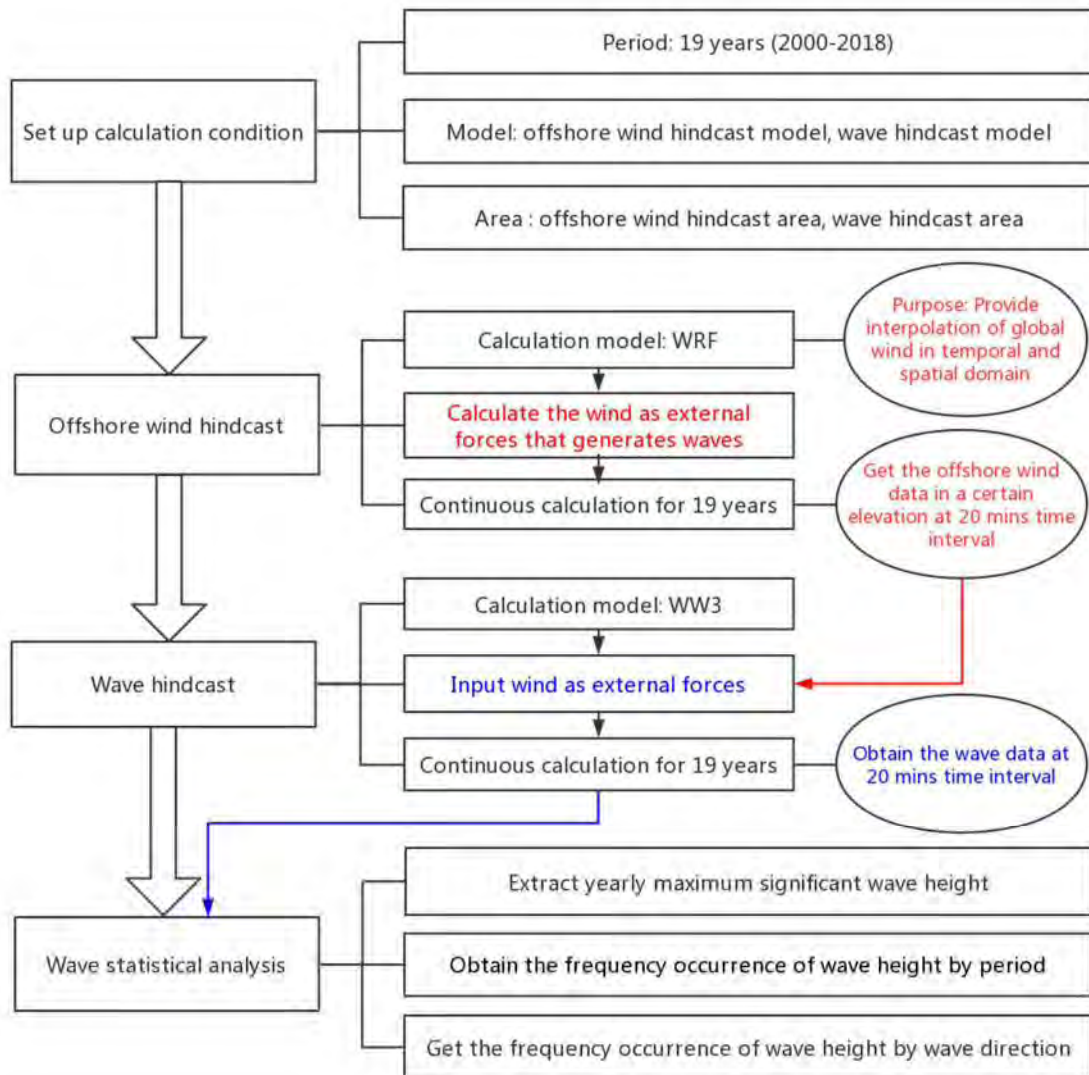 Period: 19 years (2000-2018)
Set up calculation condition
Model: offshore wind hindcast model, wave hindcast model
Area : offshore wind hindcast area, wave hindcast area
Purpose: Provide
interpolation of global
wind in temporal and
spatial domain
Calculation model: WRF
Offshore wind hindcast
Calculate the wind as external
forces that generates waves
Continuous calculation for 19 years
Get the offshore wind
data in a certain
elevation at 20 mins time
interval
Calculation model: WW3
Wave hindcast
Input wind as external forces
Continuous calculation for 19 years
Obtain the wave data at
20 mins time interval
Extract yearly maximum significant wave height
Wave statistical analysis
Obtain the frequency occurrence of wave height by period
Get the frequency occurrence of wave height by wave direction